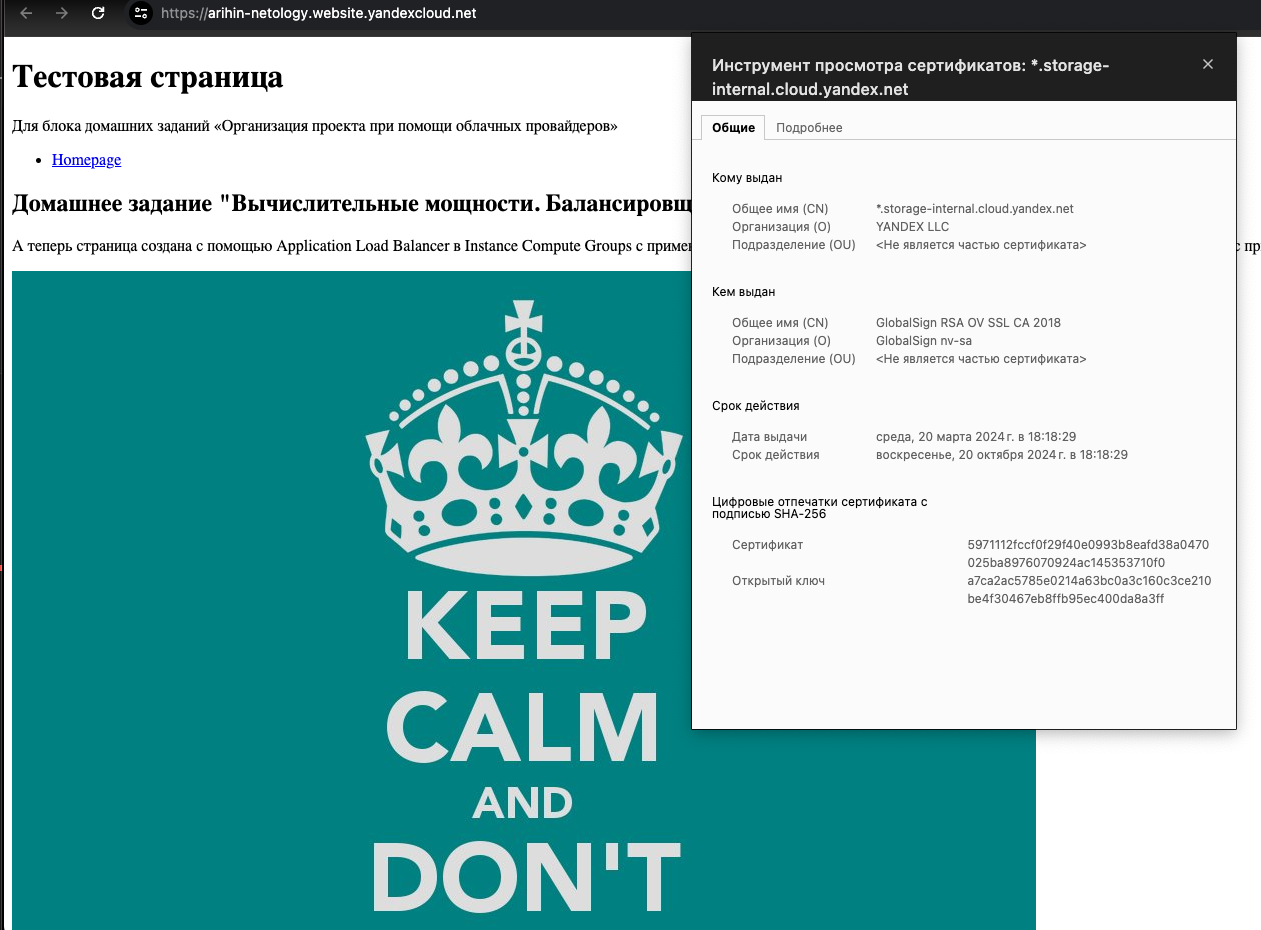 https://arihin-netology.website.yandexcloud.net
Тестовая страница
Для блока домашних заданий «Организация проекта при помощи облачных провайдеров»
Homepage
Домашнее задание "Вычислительные мощности. Балансировщ
А теперь страница создана с помощью Application Load Balancer в Instance Compute Groups с приме
с пр
KEEP
CALM
AND
DON'T
Инструмент просмотра сертификатов: *.storage-
internal.cloud.yandex.net
Общие Подробнее
Кому выдан
Общее имя (CN) *.storage-internal.cloud.yandex.net
Организация (O) YANDEX LLC
Подразделение (OU) <Не является частью сертификата>
Кем выдан
Общее имя (CN) GlobalSign RSA OV SSL CA 2018
Организация (O) GlobalSign nv-sa
Подразделение (OU) <Не является частью сертификата>
Срок действия
Дата выдачи среда, 20 марта 2024 г. в 18:18:29
Срок действия воскресенье, 20 октября 2024 г. в 18:18:29
Цифровые отпечатки сертификата с
подписью SHA-256
Сертификат 5971112fccf0f29f40e0993b8eafd38a0470
025ba8976070924ac145353710f0
Открытый ключ a7ca2ac5785e0214a63bc0a3c160c3ce210
be4f30467eb8ffb95ec400da8a3ff